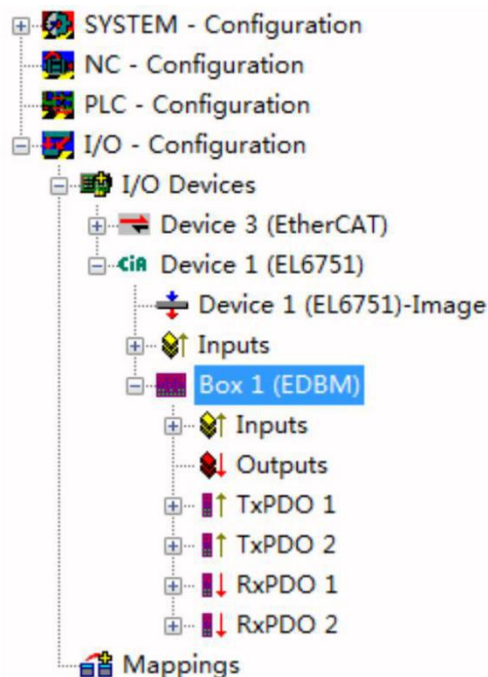 SYSTEM - Configuration
NC - Configuration
PLC - Configuration
I/O - Configuration
I/O Devices
Device 3 (EtherCAT)
CiA Device 1 (EL6751)
Device 1 (EL6751)-Image
Inputs
Box 1 (EDBM)
Inputs
Outputs
TxPDO 1
TxPDO 2
RxPDO 1
RxPDO 2
Mappings